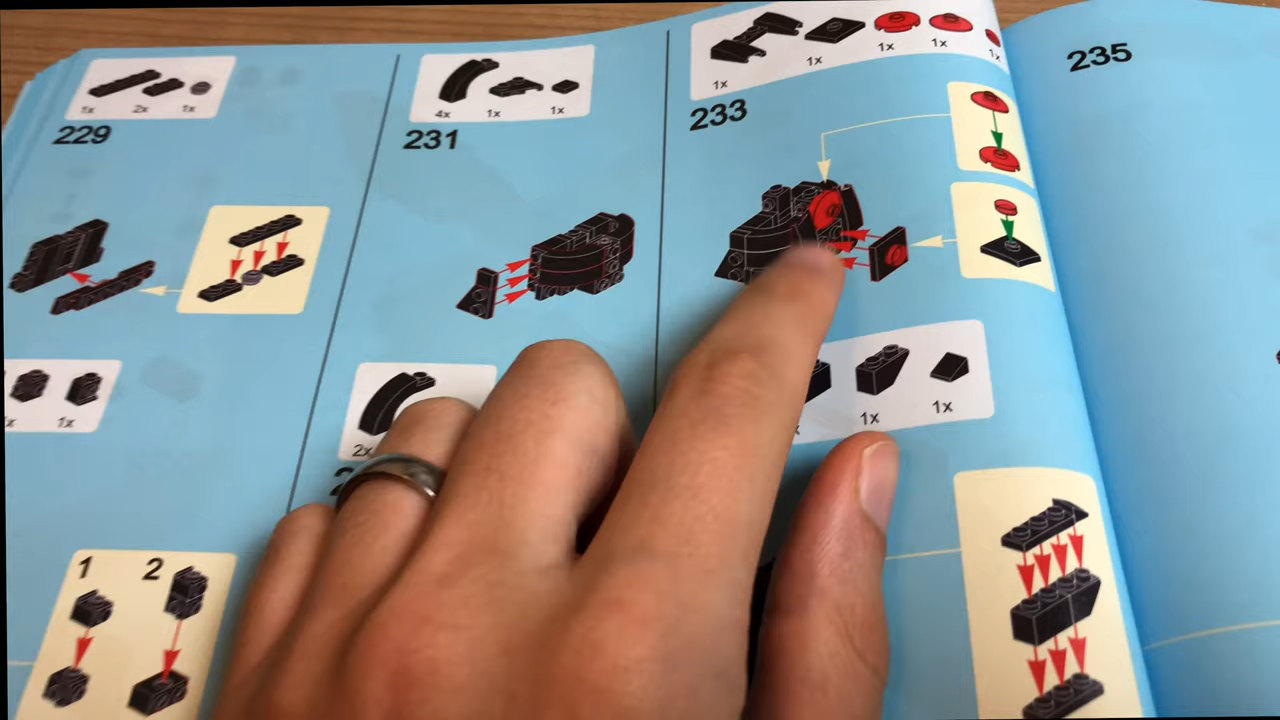 1x 2x 1x
229
4x 1x 1x
231
1x 1x 1x 1x 1x
233
235
1x
2x
1x 1x
1 2